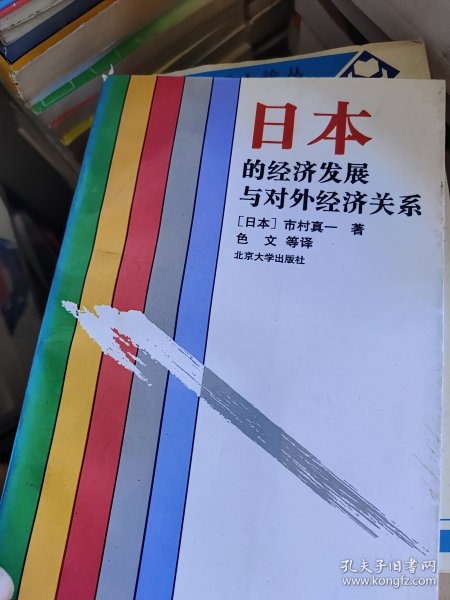 日本
的经济发展
与对外经济关系
[日本] 市村真一 著
色 文 等译
北京大学出版社
孔夫子旧书网
www.kongfz.com